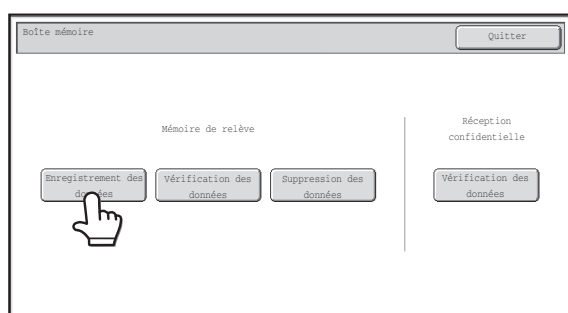 Boîte mémoire
Quitter
Mémoire de relève
Réception
confidentielle
Enregistrement des
données
Vérification des
données
Suppression des
données
Vérification des
données